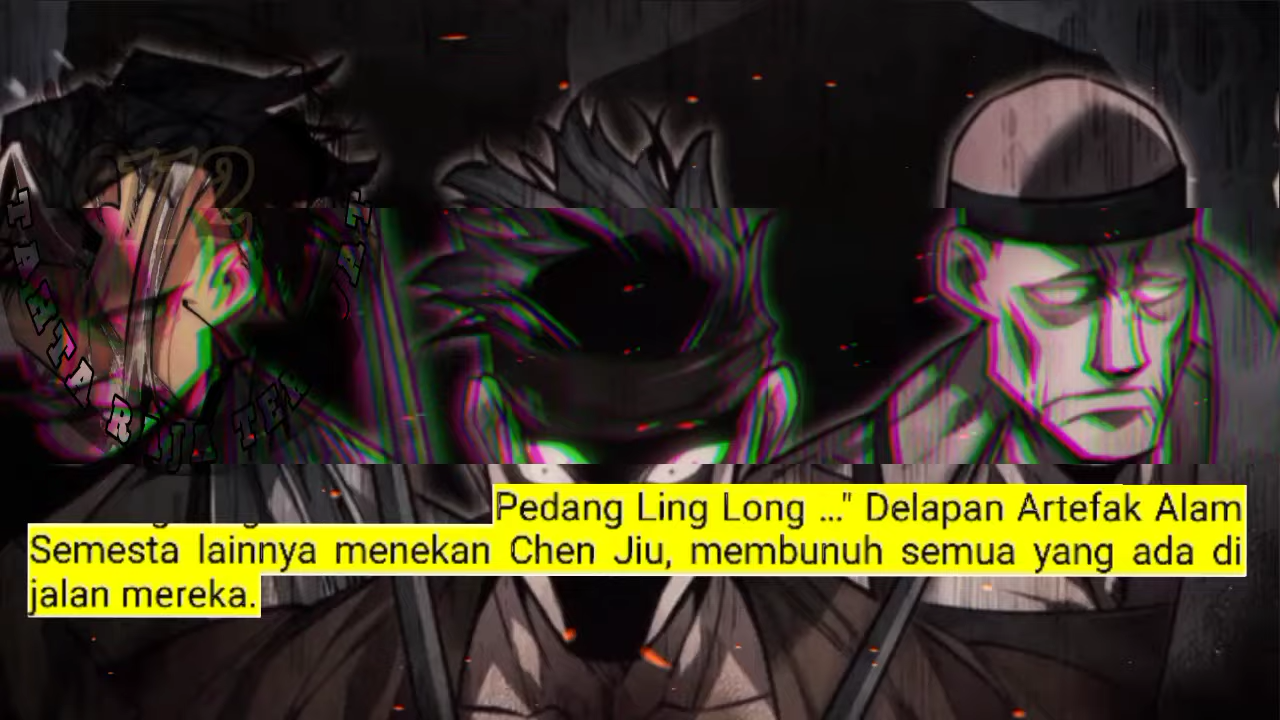 Pedang Ling Long ..." Delapan Artefak Alam
Semesta lainnya menekan Chen Jiu, membunuh semua yang ada di
jalan mereka.